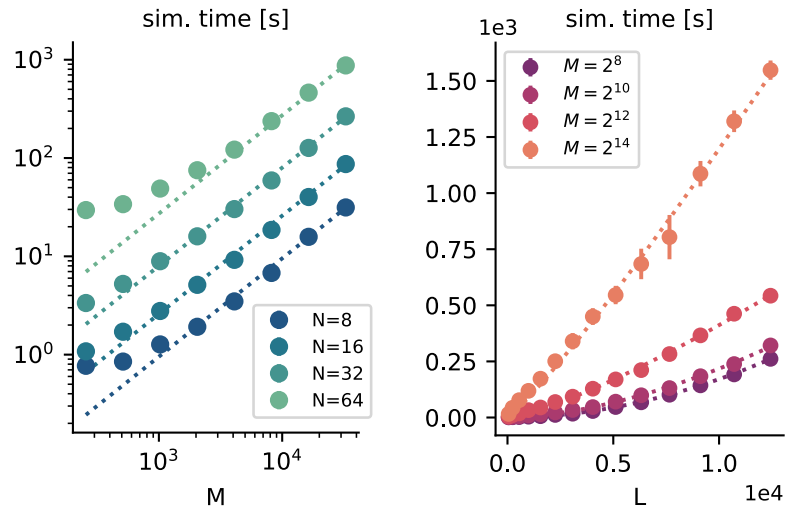 sim. time [s]
10³
10²
10¹
10⁰
10³
10⁴
M
N=8
N=16
N=32
N=64
sim. time [s]
1e3
1.50
1.25
1.00
0.75
0.50
0.25
0.00
0.0
0.5
1.0
1e4
L
M = 2⁸
M = 2¹⁰
M = 2¹²
M = 2¹⁴